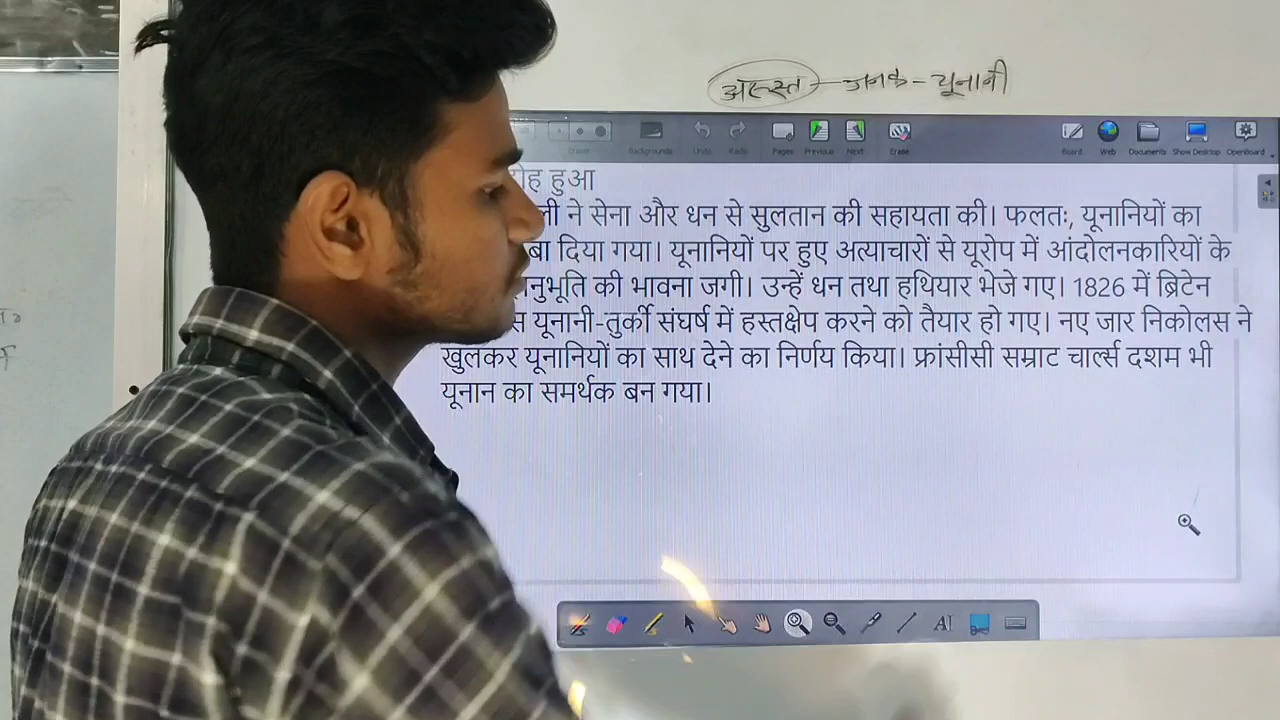 जनक - यूनानी
Backgrounds Undo Redo Pages Previous Next Erase Board Web Documents Show Desktop OpenBoard
हुआ
ने सेना और धन से सुलतान की सहायता की। फलतः, यूनानियों का
दिया गया। यूनानियों पर हुए अत्याचारों से यूरोप में आंदोलनकारियों के
की भावना जगी। उन्हें धन तथा हथियार भेजे गए। 1826 में ब्रिटेन
यूनानी-तुर्की संघर्ष में हस्तक्षेप करने को तैयार हो गए। नए जार निकोलस ने
खुलकर यूनानियों का साथ देने का निर्णय किया। फ्रांसीसी सम्राट चार्ल्स दशम भी
यूनान का समर्थक बन गया।
AI